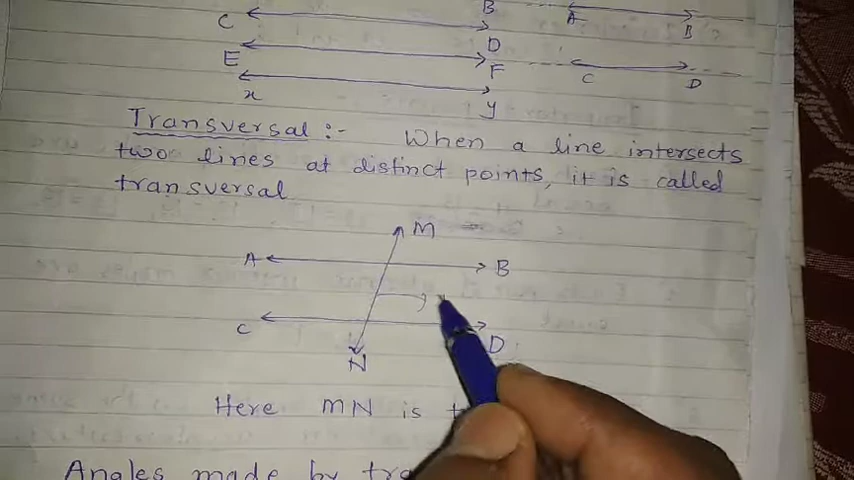 B
A B
C
D
E F
C D
x y
Transversal :- When a line intersects
two lines at distinct points, it is called
transversal
M
A B
C D
N
Here MN is
Angles made by